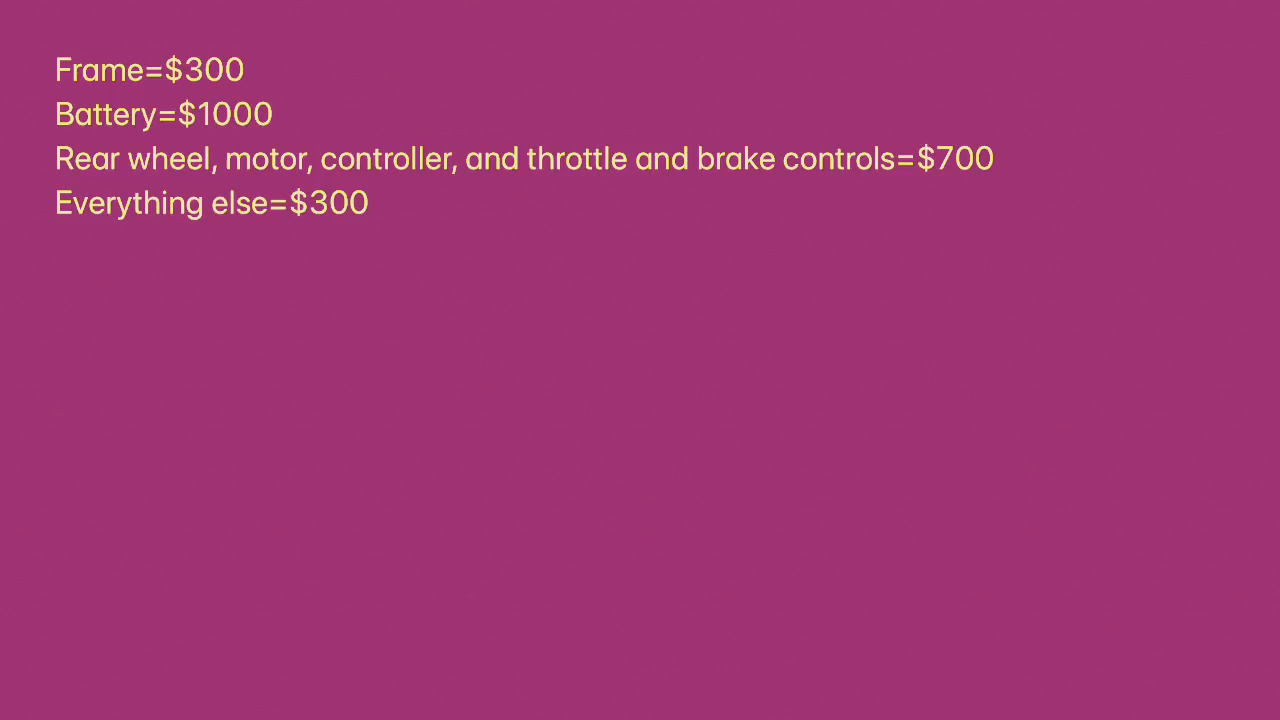 Frame=$300
Battery=$1000
Rear wheel, motor, controller, and throttle and brake controls=$700
Everything else=$300